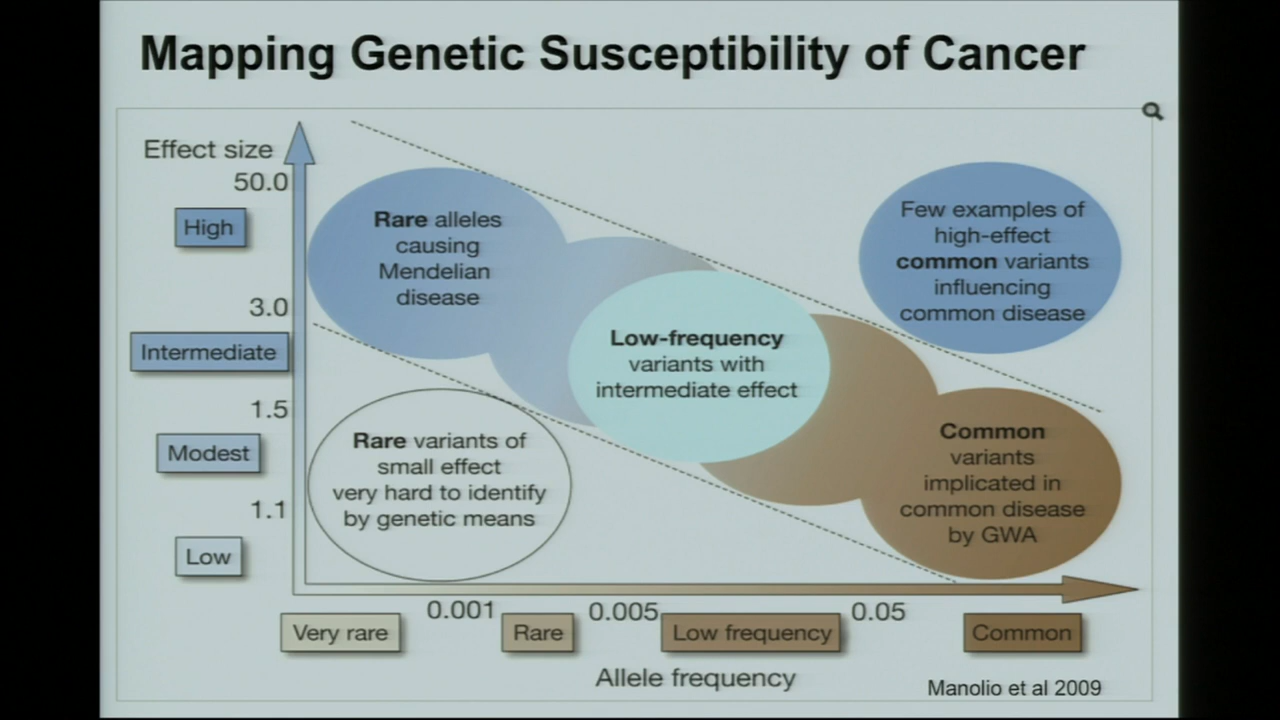 Mapping Genetic Susceptibility of Cancer
Effect size
50.0
High
3.0
Intermediate
1.5
Modest
1.1
Low
Rare alleles
causing
Mendelian
disease
Few examples of
high-effect
common variants
influencing
common disease
Low-frequency
variants with
intermediate effect
Rare variants of
small effect
very hard to identify
by genetic means
Common
variants
implicated in
common disease
by GWA
0.001
0.005
0.05
Very rare
Rare
Low frequency
Common
Allele frequency
Manolio et al 2009